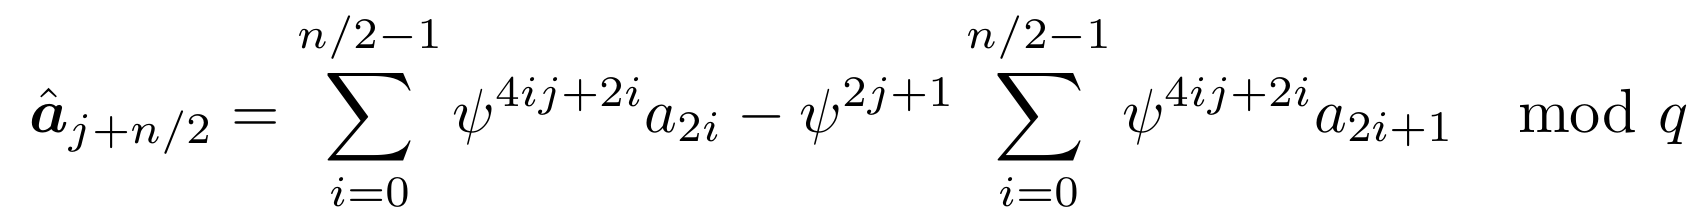 $\hat{\boldsymbol{a}}_{j+n/2} = \sum_{i=0}^{n/2-1} \psi^{4ij+2i} a_{2i} - \psi^{2j+1} \sum_{i=0}^{n/2-1} \psi^{4ij+2i} a_{2i+1} \mod q$